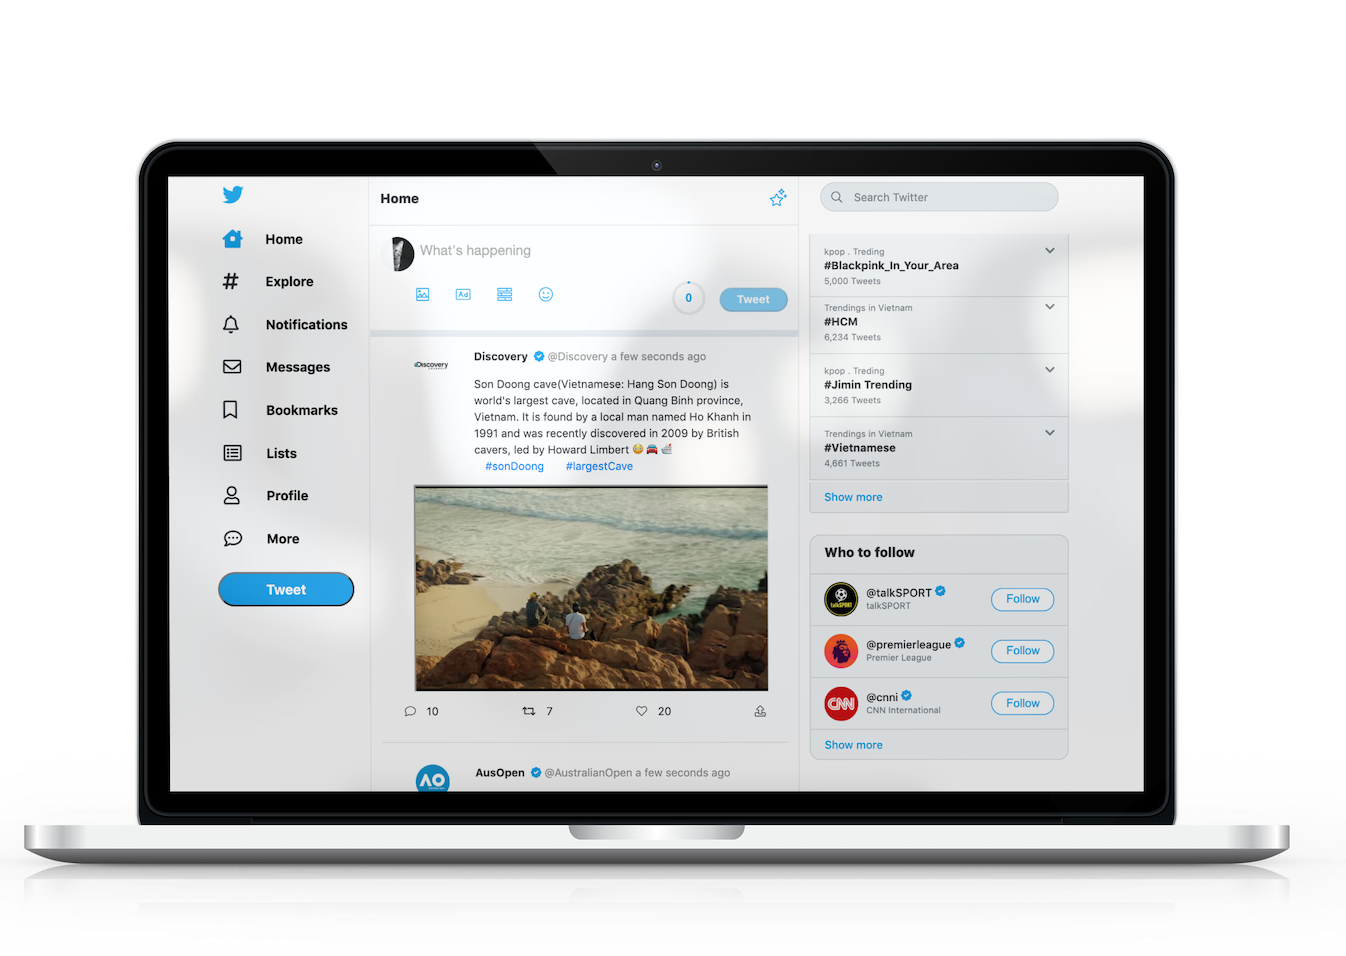 Home
Explore
Notifications
Messages
Bookmarks
Lists
Profile
More
Tweet
Home
What's happening
Ad
0
Tweet
Discovery
Discovery @Discovery a few seconds ago
Son Doong cave(Vietnamese: Hang Son Doong) is
world's largest cave, located in Quang Binh province,
Vietnam. It is found by a local man named Ho Khanh in
1991 and was recently discovered in 2009 by British
cavers, led by Howard Limbert 😳 🚘 🛁
#sonDoong #largestCave
10 7 20
AO
AusOpen @AustralianOpen a few seconds ago
Search Twitter
kpop . Treding
#Blackpink_In_Your_Area
5,000 Tweets
Trendings in Vietnam
#HCM
6,234 Tweets
kpop . Treding
#Jimin Trending
3,266 Tweets
Trendings in Vietnam
#Vietnamese
4,661 Tweets
Show more
Who to follow
talkSPORT
@talkSPORT
talkSPORT
Follow
@premierleague
Premier League
Follow
CNN
@cnni
CNN International
Follow
Show more